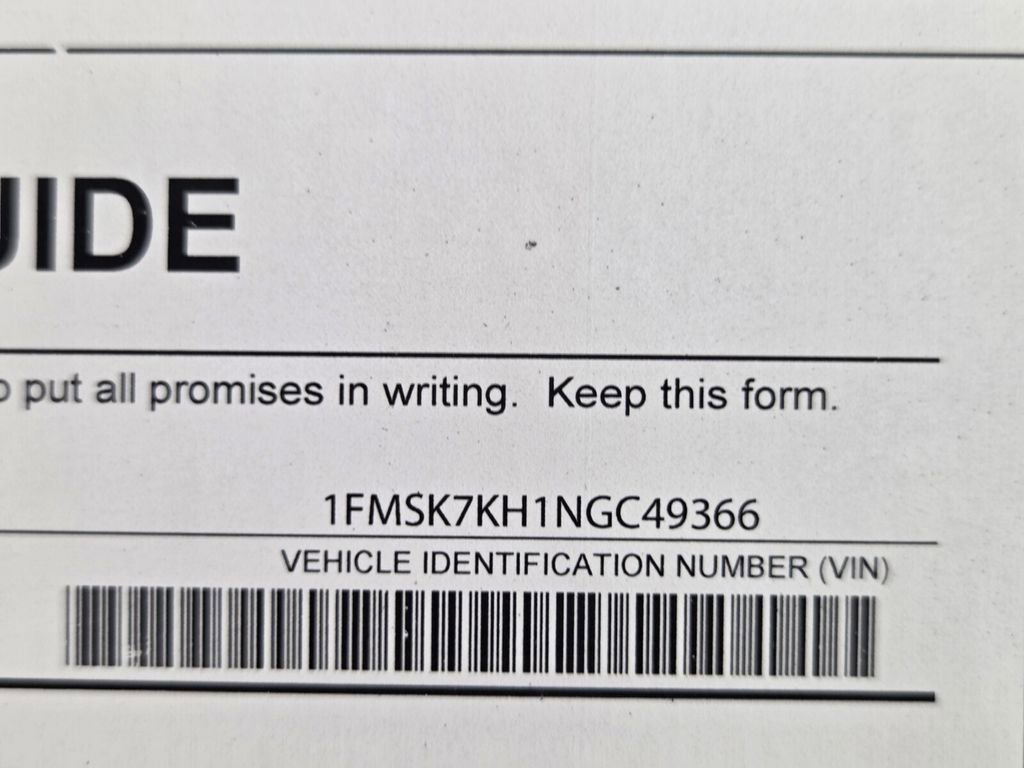 UIDE
o put all promises in writing.  Keep this form.
1FMSK7KH1NGC49366
VEHICLE IDENTIFICATION NUMBER (VIN)